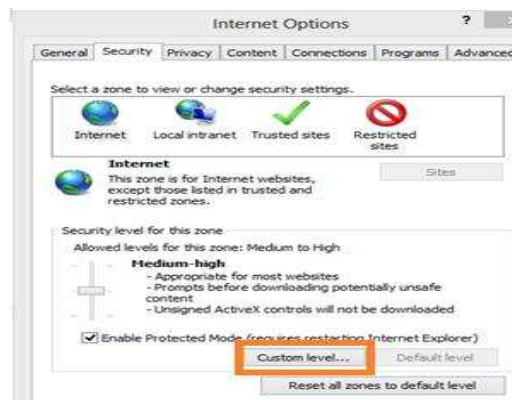 Internet Options
?
General Security Privacy Content Connections Programs Advanced
Select a zone to view or change security settings.
Internet Local intranet Trusted sites Restricted
sites
Internet
This zone is for Internet websites,
except those listed in trusted and
restricted zones.
Sites
Security level for this zone
Allowed levels for this zone: Medium to High
Medium-high
- Appropriate for most websites
- Prompts before downloading potentially unsafe
content
- Unsigned ActiveX controls will not be downloaded
Enable Protected Mode (requires restarting Internet Explorer)
Custom level... Default level
Reset all zones to default level